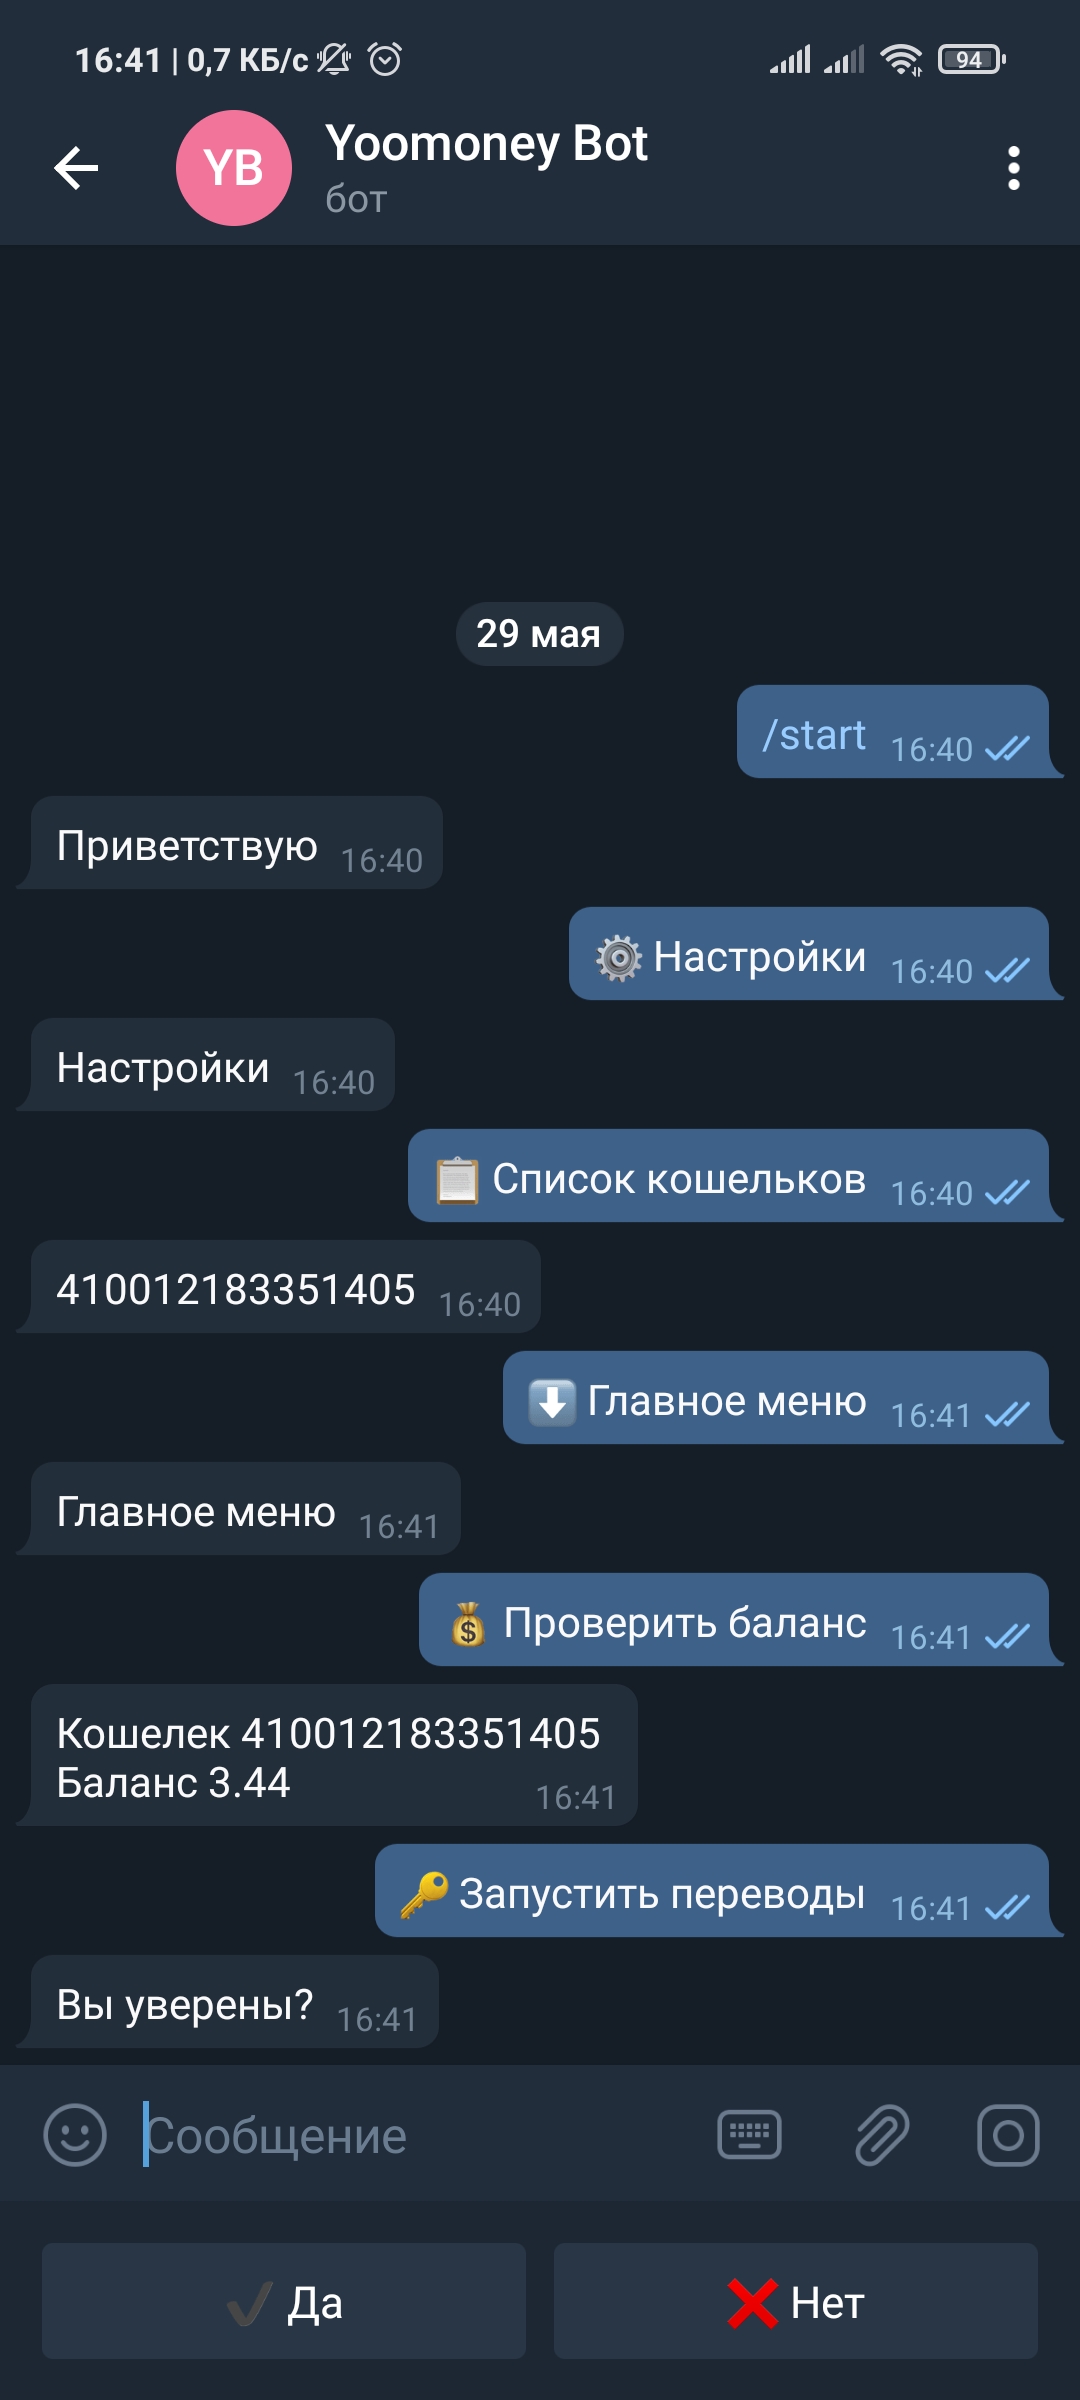 16:41 | 0,7 КБ/с
94
YB
Yoomoney Bot
бот
29 мая
/start 16:40
Приветствую 16:40
⚙️ Настройки 16:40
Настройки 16:40
📋 Список кошельков 16:40
410012183351405 16:40
⬇️ Главное меню 16:41
Главное меню 16:41
💰 Проверить баланс 16:41
Кошелек 410012183351405
Баланс 3.44 16:41
🔑 Запустить переводы 16:41
Вы уверены? 16:41
Сообщение
✔️ Да
❌ Нет